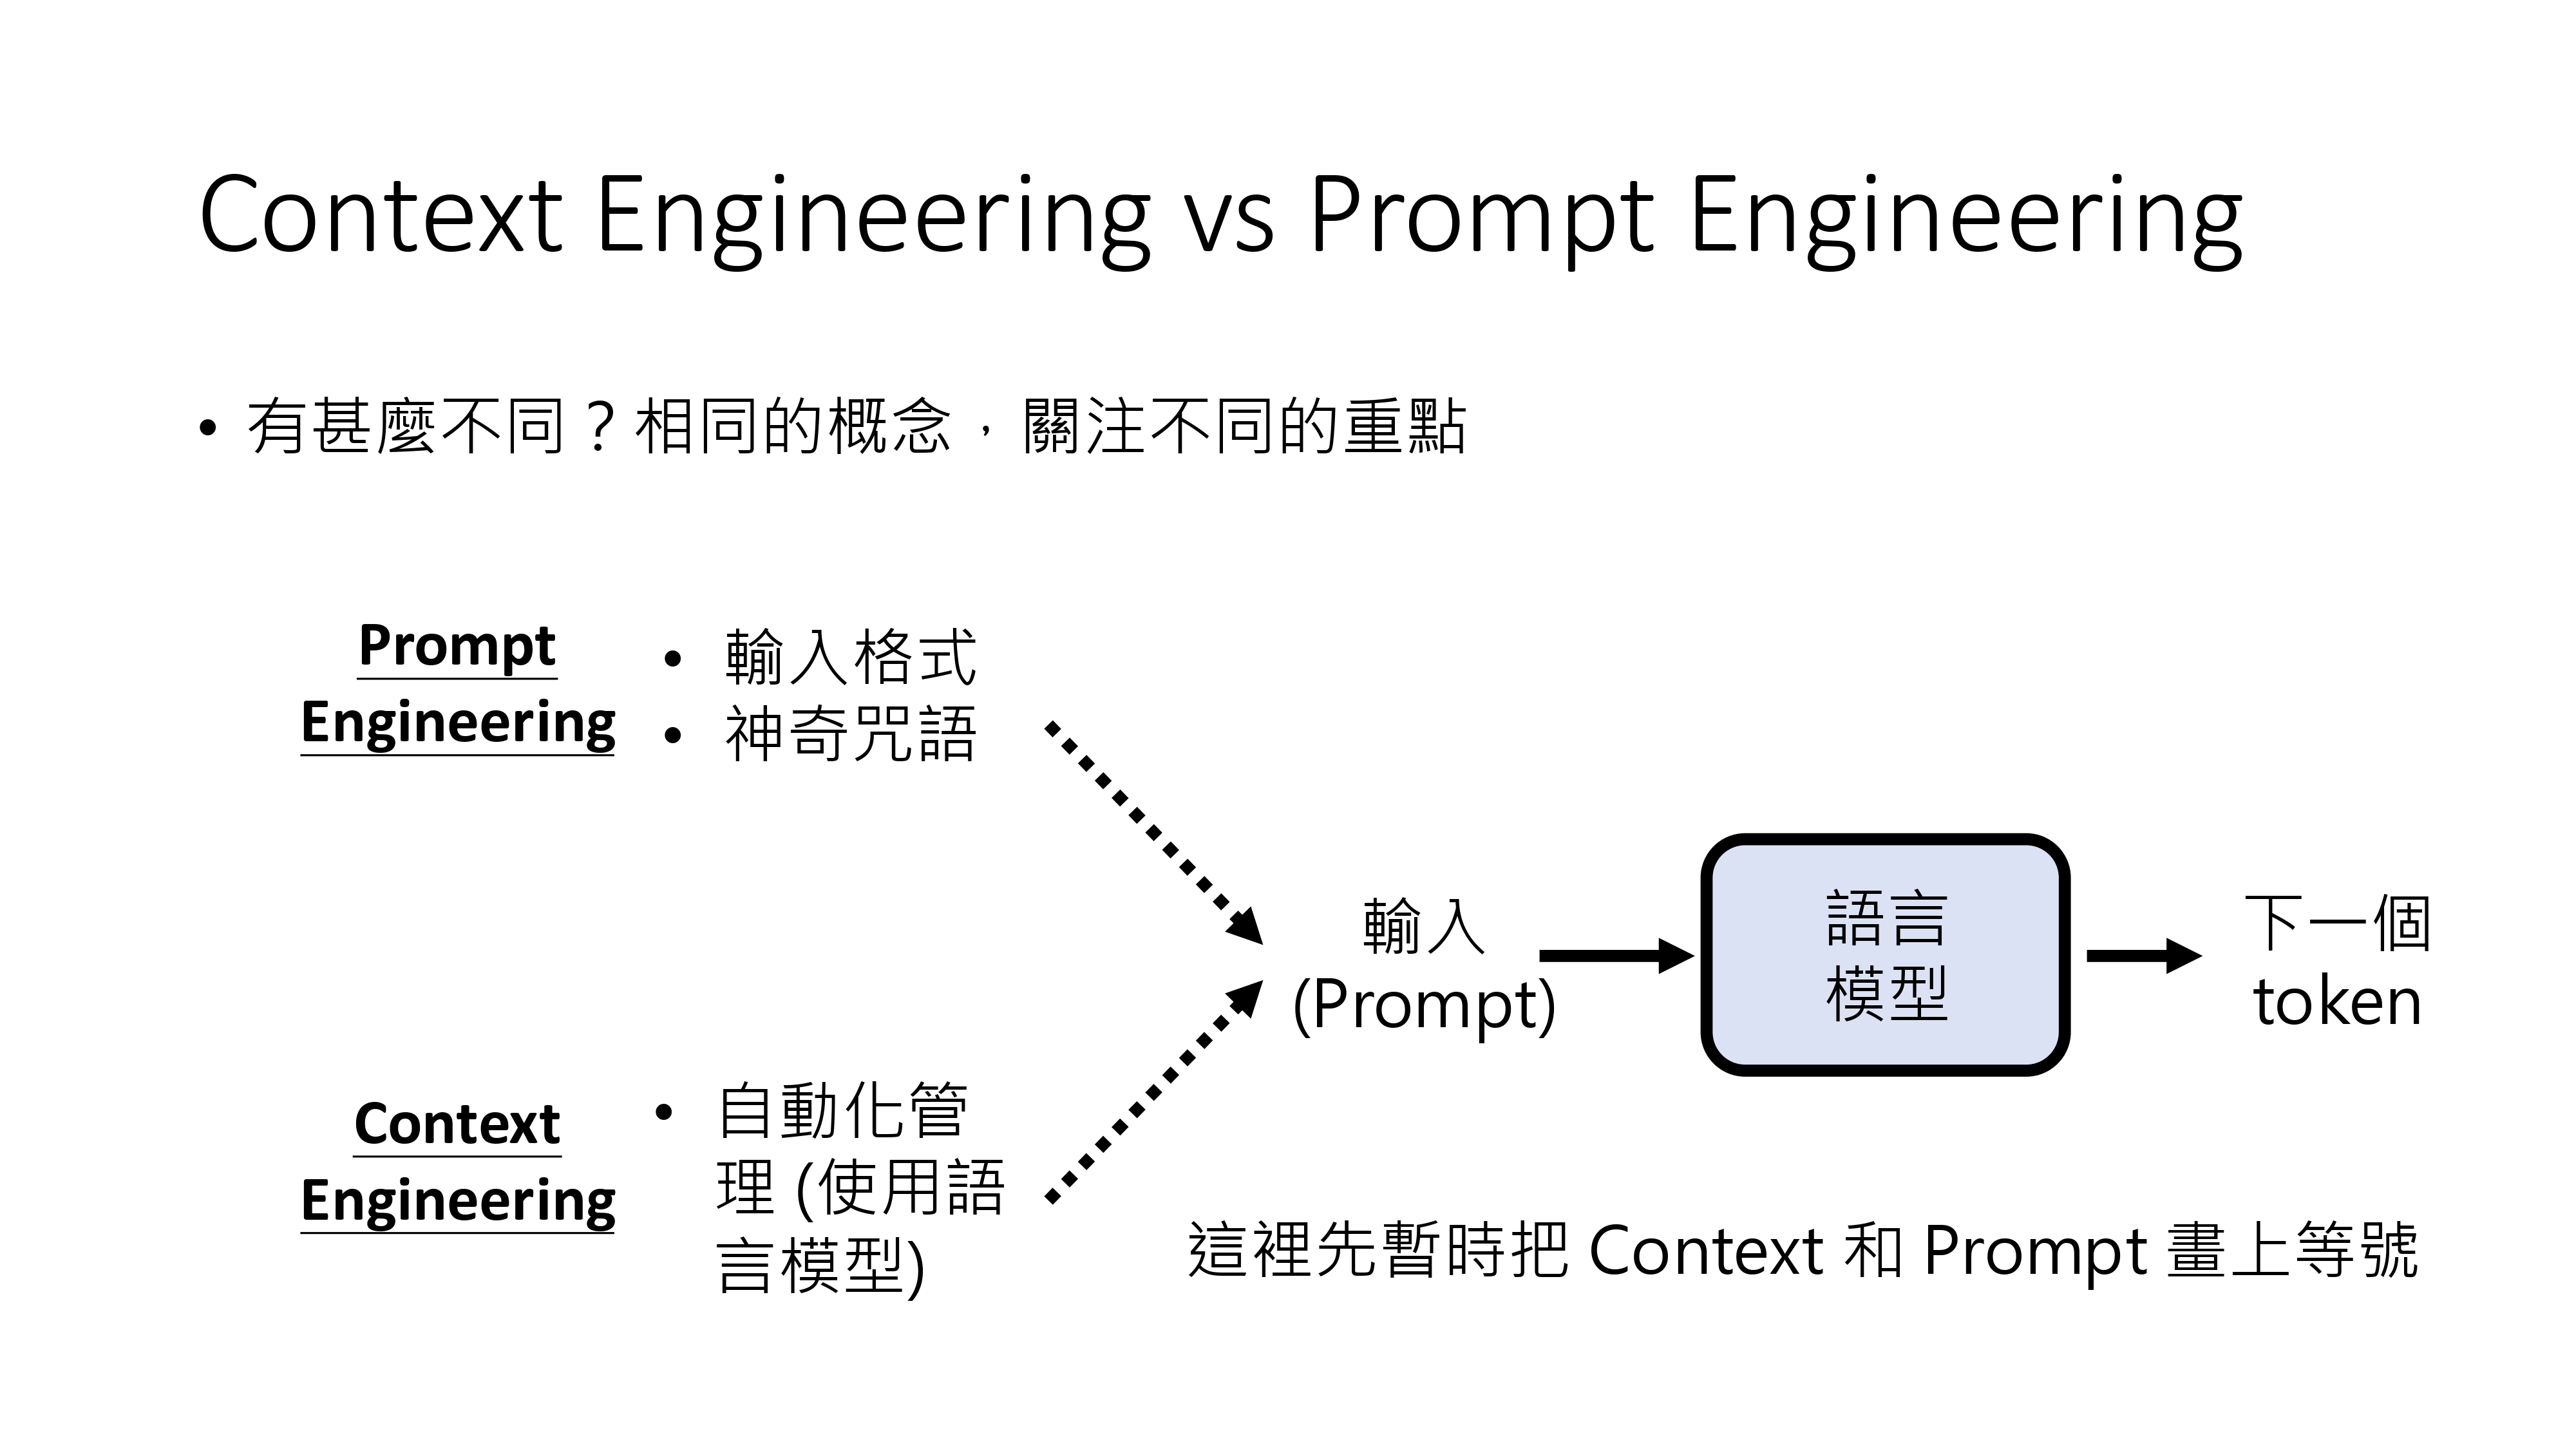 Context Engineering vs Prompt Engineering
• 有甚麼不同？相同的概念，關注不同的重點
Prompt
Engineering
• 輸入格式
• 神奇咒語
輸入
(Prompt)
語言
模型
下一個
token
Context
Engineering
• 自動化管
理 (使用語
言模型)
這裡先暫時把 Context 和 Prompt 畫上等號